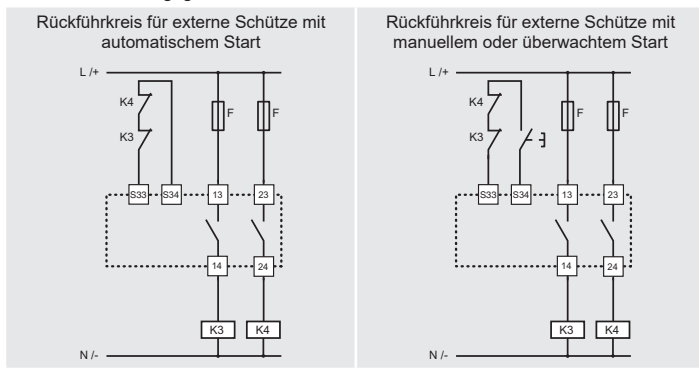 Rückführkreis für externe Schütze mit
automatischem Start
L /+
K4
K3
F
F
S33
S34
13
23
14
24
K3
K4
N /-
Rückführkreis für externe Schütze mit
manuellem oder überwachtem Start
L /+
K4
K3
F
F
S33
S34
13
23
14
24
K3
K4
N /-